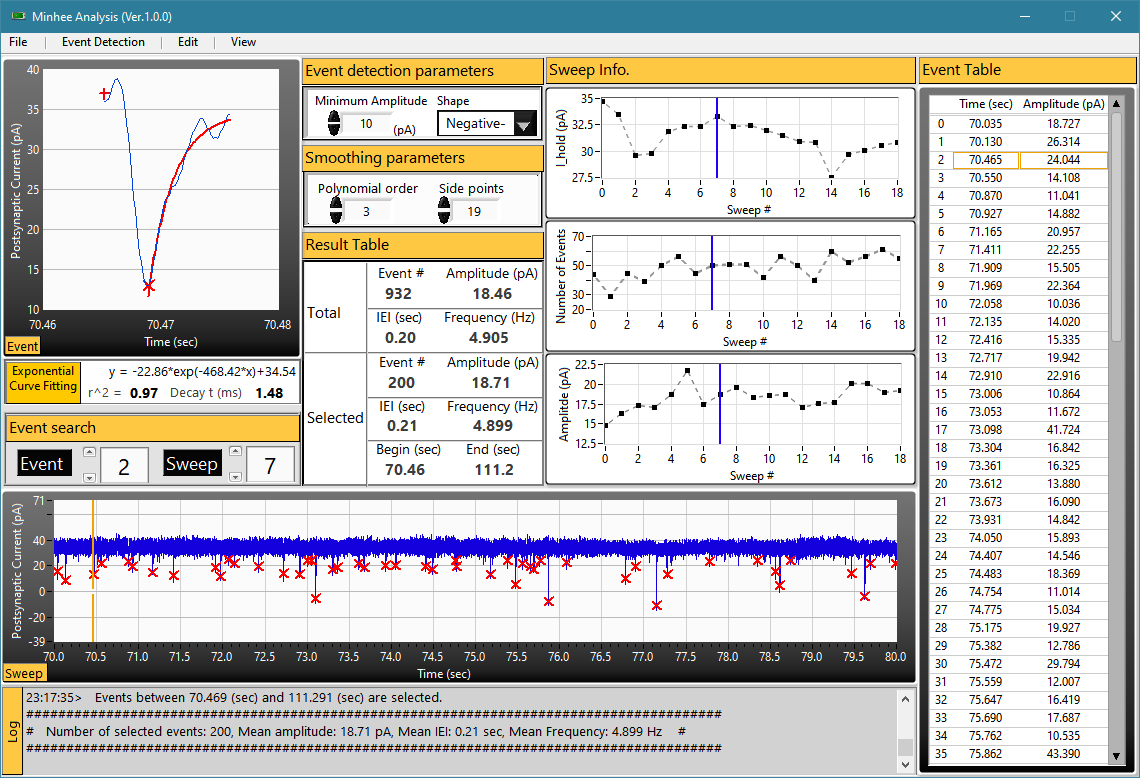 Minhee Analysis (Ver.1.0.0)
File Event Detection Edit View
Postsynaptic Current (pA)
40
35
30
25
20
15
10
70.46 70.47 70.48
Time (sec)
Event
Exponential
Curve Fitting
y = -22.86*exp(-468.42*x)+34.54
r^2 = 0.97 Decay t (ms) 1.48
Event search
Event 2 Sweep 7
Event detection parameters
Minimum Amplitude Shape
10 (pA) Negative-
Smoothing parameters
Polynomial order Side points
3 19
Result Table
Total
Event # Amplitude (pA)
932 18.46
IEI (sec) Frequency (Hz)
0.20 4.905
Selected
Event # Amplitude (pA)
200 18.71
IEI (sec) Frequency (Hz)
0.21 4.899
Begin (sec) End (sec)
70.46 111.2
Sweep Info.
I_hold (pA)
35
32.5
30
27.5
0 2 4 6 8 10 12 14 16 18
Sweep #
Number of Events
70
50
30
20
0 2 4 6 8 10 12 14 16 18
Sweep #
Amplitde (pA)
22.5
20
17.5
15
12.5
0 2 4 6 8 10 12 14 16 18
Sweep #
Event Table
Time (sec) Amplitude (pA)
0 70.035 18.727
1 70.130 26.314
2 70.465 24.044
3 70.550 14.108
4 70.870 11.041
5 70.927 14.882
6 71.165 20.957
7 71.411 22.255
8 71.909 15.505
9 71.969 22.364
10 72.058 10.036
11 72.135 14.020
12 72.416 15.335
13 72.717 19.942
14 72.910 22.916
15 73.006 10.864
16 73.053 11.672
17 73.098 41.724
18 73.304 16.842
19 73.361 16.325
20 73.612 13.880
21 73.673 16.090
22 73.931 14.842
23 74.050 15.893
24 74.407 14.546
25 74.483 18.369
26 74.754 11.014
27 74.775 15.034
28 75.175 19.927
29 75.382 12.786
30 75.472 29.794
31 75.559 12.007
32 75.647 16.419
33 75.690 17.687
34 75.762 10.535
35 75.862 43.390
Postsynaptic Current (pA)
71
40
20
0
-20
-39
70.0 70.5 71.0 71.5 72.0 72.5 73.0 73.5 74.0 74.5 75.0 75.5 76.0 76.5 77.0 77.5 78.0 78.5 79.0 79.5 80.0
Time (sec)
Sweep
Log
23:17:35> Events between 70.469 (sec) and 111.291 (sec) are selected.
# Number of selected events: 200, Mean amplitude: 18.71 pA, Mean IEI: 0.21 sec, Mean Frequency: 4.899 Hz #